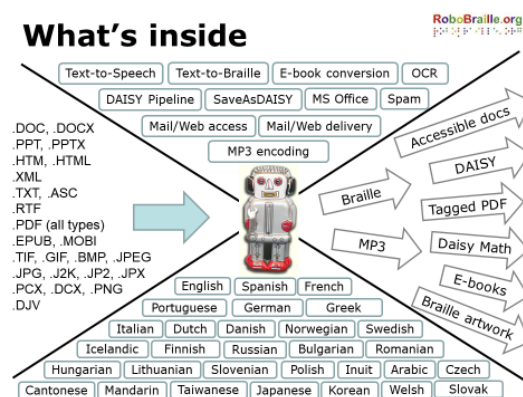 What's inside
RoboBraille.org
Text-to-Speech Text-to-Braille E-book conversion OCR
DAISY Pipeline SaveAsDAISY MS Office Spam
Mail/Web access Mail/Web delivery
MP3 encoding
.DOC, .DOCX
.PPT, .PPTX
.HTM, .HTML
.XML
.TXT, .ASC
.RTF
.PDF (all types)
.EPUB, .MOBI
.TIF, .GIF, .BMP, .JPEG
.JPG, .J2K, .JP2, .JPX
.PCX, .DCX, .PNG
.DJV
Braille
MP3
Accessible docs
DAISY
Tagged PDF
Daisy Math
E-books
Braille artwork
English Spanish French
Portuguese German Greek
Italian Dutch Danish Norwegian Swedish
Icelandic Finnish Russian Bulgarian Romanian
Hungarian Lithuanian Slovenian Polish Inuit Arabic Czech
Cantonese Mandarin Taiwanese Japanese Korean Welsh Slovak